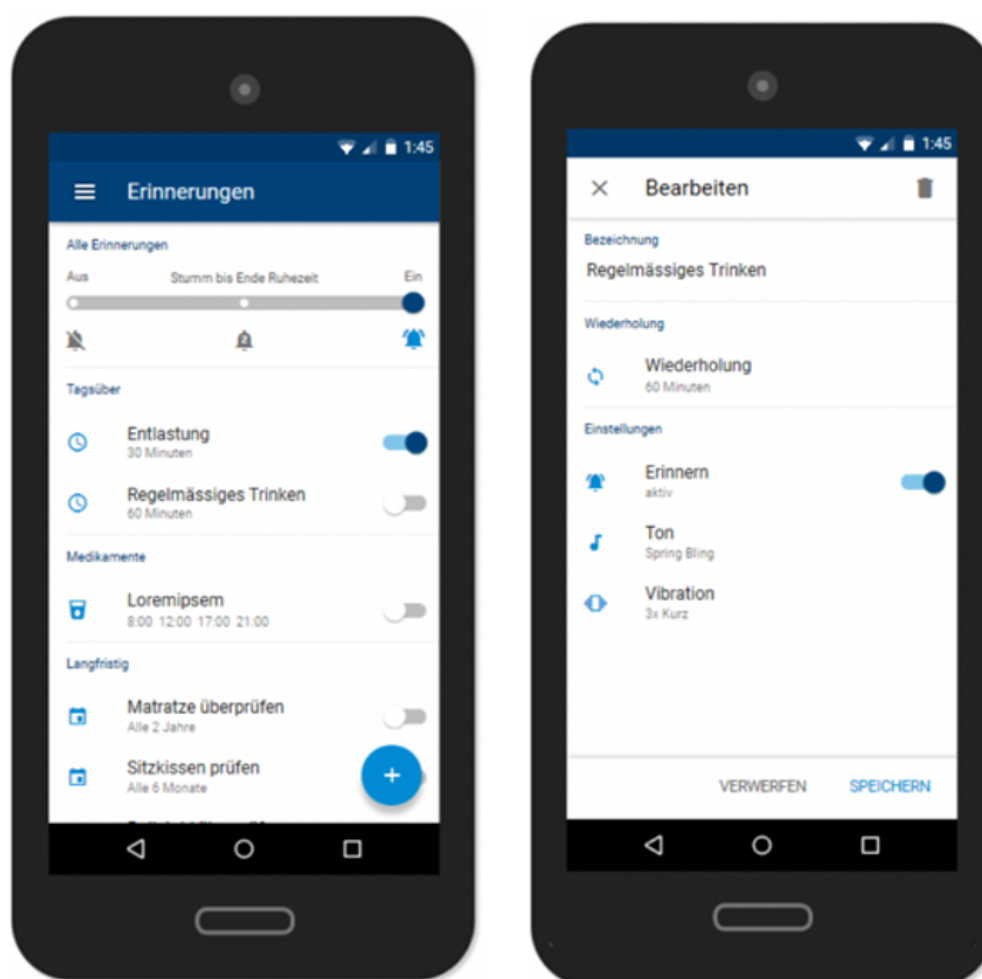 1:45
Erinnerungen
Alle Erinnerungen
Aus Stumm bis Ende Ruhezeit Ein
Tagsüber
Entlastung
30 Minuten
Regelmässiges Trinken
60 Minuten
Medikamente
Loremipsem
8:00 12:00 17:00 21:00
Langfristig
Matratze überprüfen
Alle 2 Jahre
Sitzkissen prüfen
Alle 6 Monate
1:45
Bearbeiten
Bezeichnung
Regelmässiges Trinken
Wiederholung
Wiederholung
60 Minuten
Einstellungen
Erinnern
aktiv
Ton
Spring Bling
Vibration
3x Kurz
VERWERFEN SPEICHERN